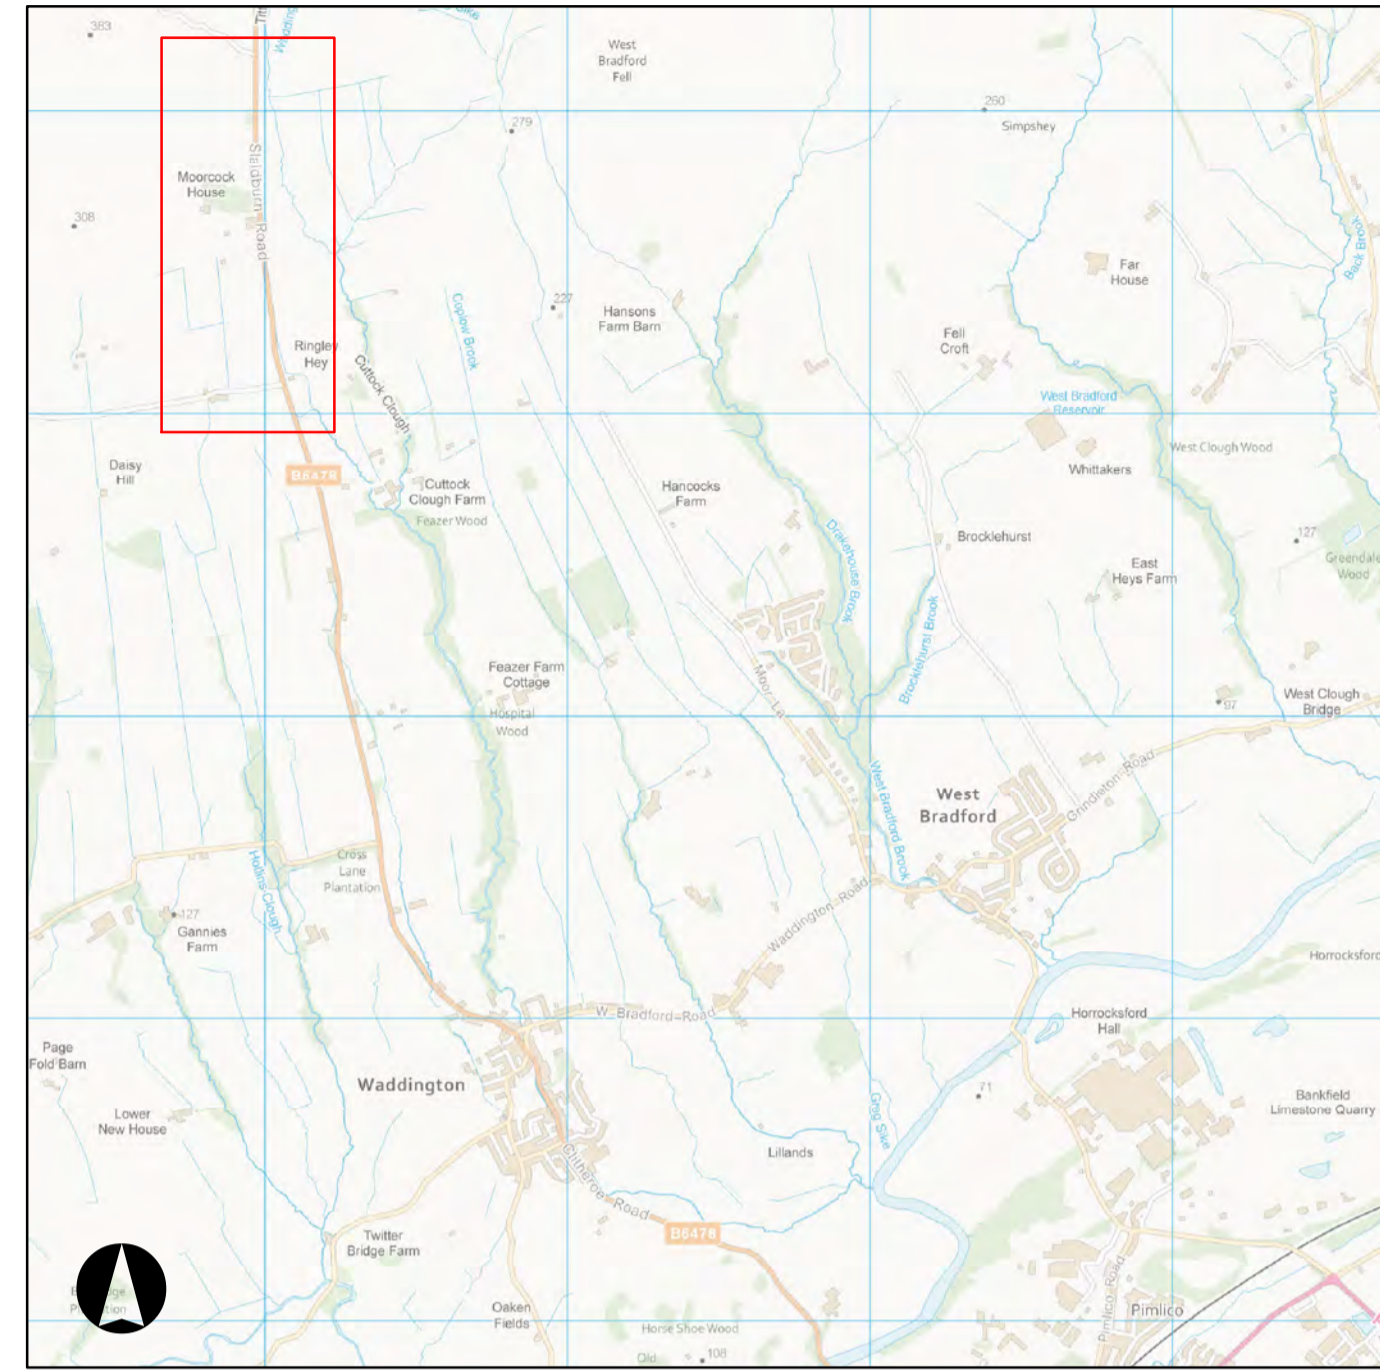 383
West
Bradford
Fell
260
Simpshey
279
Moorcock
House
Slaidburn Road
308
Back Brook
Far
House
Coplow Brook
227
Hansons
Farm Barn
Fell
Croft
Ringley
Hey
Cuttock Clough
West Bradford
Reservoir
West Clough Wood
Daisy
Hill
B6478
Cuttock
Clough Farm
Feazer Wood
Hancocks
Farm
Whittakers
Drakehouse Brook
Brocklehurst
127
Greendale
Wood
East
Heys Farm
Brocklehurst Brook
Feazer Farm
Cottage
Hospital
Wood
Moor La
West Clough
Bridge
97
West
Bradford
Grindleton Road
West Bradford Brook
Cross
Lane
Plantation
Hollins Clough
127
Gannies
Farm
Waddington Road
Horrocksford
W Bradford Road
Horrocksford
Hall
Page
Fold Barn
Waddington
71
Bankfield
Limestone Quarry
Lower
New House
Greg Sike
Lillands
Clitheroe Road
B6478
Twitter
Bridge Farm
Pimlico Road
Pimlico
Oaken
Fields
Horse Shoe Wood
Old
108